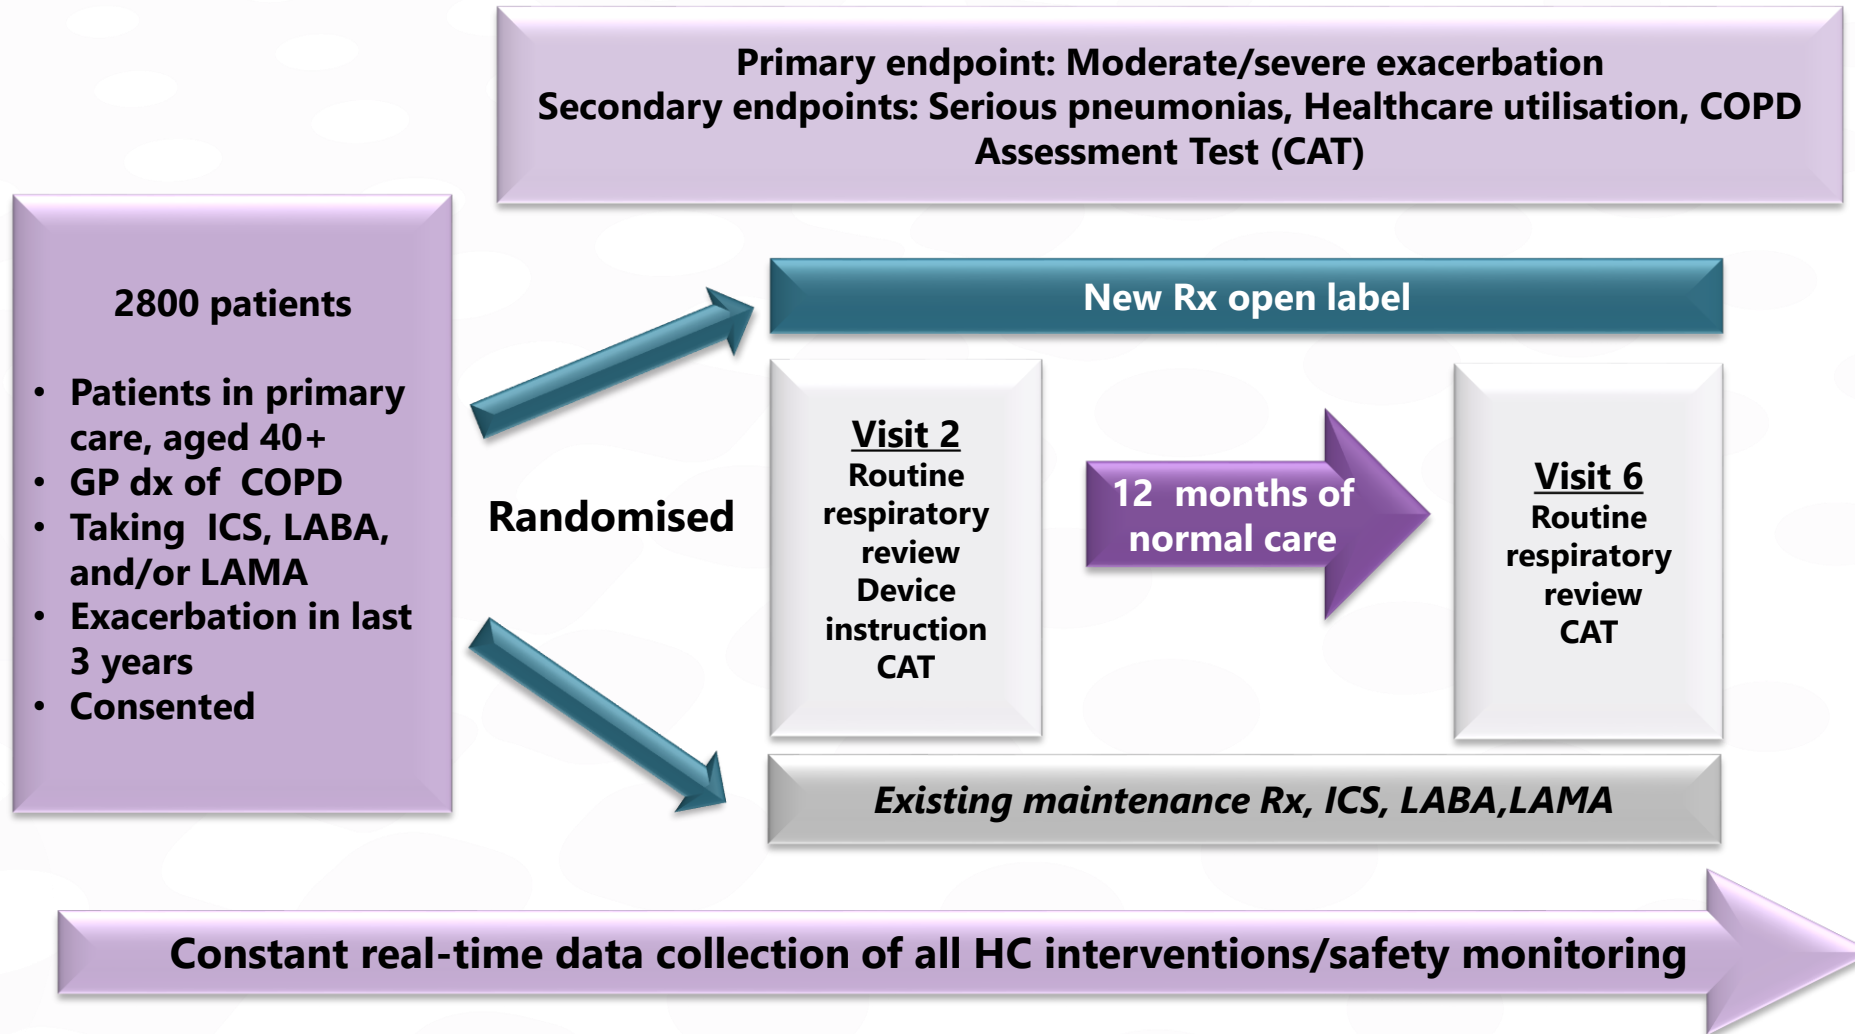 Primary endpoint: Moderate/severe exacerbation
Secondary endpoints: Serious pneumonias, Healthcare utilisation, COPD
Assessment Test (CAT)
2800 patients
• Patients in primary
care, aged 40+
• GP dx of COPD
• Taking ICS, LABA,
and/or LAMA
• Exacerbation in last
3 years
• Consented
Randomised
New Rx open label
Visit 2
Routine
respiratory
review
Device
instruction
CAT
12 months of
normal care
Visit 6
Routine
respiratory
review
CAT
Existing maintenance Rx, ICS, LABA,LAMA
Constant real-time data collection of all HC interventions/safety monitoring